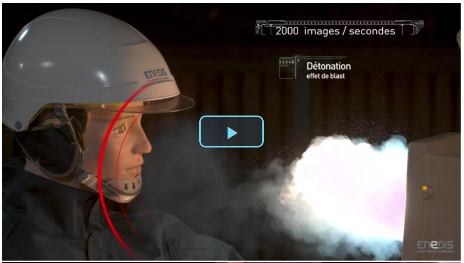 2000 images / secondes
Détonation
effet de blast
ENEDIS
ENEDIS